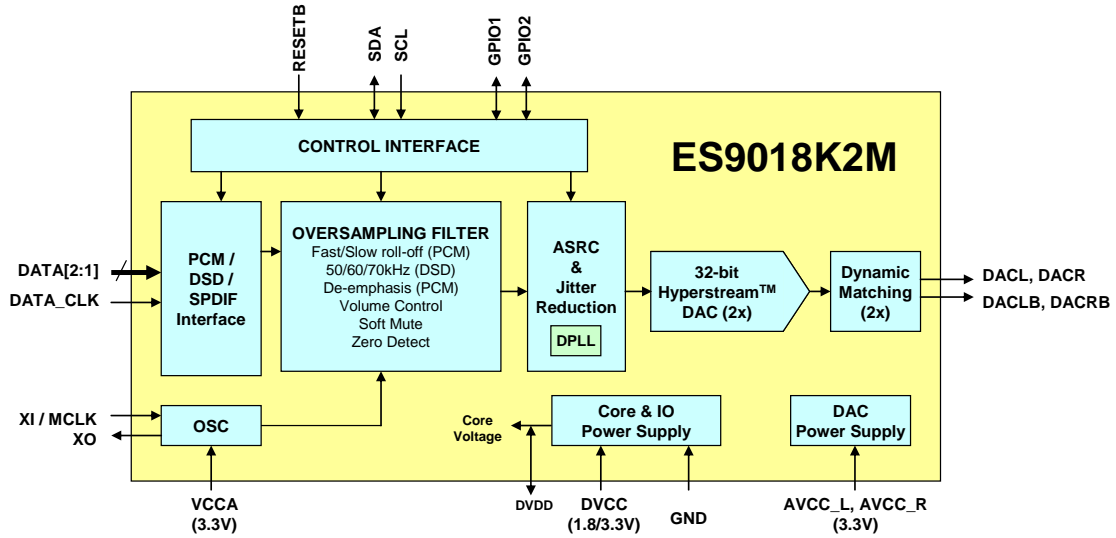 RESETB
SDA
SCL
GPIO1
GPIO2
CONTROL INTERFACE
ES9018K2M
PCM /
DSD /
SPDIF
Interface
OVERSAMPLING FILTER
Fast/Slow roll-off (PCM)
50/60/70kHz (DSD)
De-emphasis (PCM)
Volume Control
Soft Mute
Zero Detect
ASRC
&
Jitter
Reduction
DPLL
32-bit
Hyperstream™
DAC (2x)
Dynamic
Matching
(2x)
DATA[2:1]
DATA_CLK
DACL, DACR
DACLB, DACRB
XI / MCLK
XO
OSC
Core
Voltage
Core & IO
Power Supply
DAC
Power Supply
VCCA
(3.3V)
DVDD
DVCC
(1.8/3.3V)
GND
AVCC_L, AVCC_R
(3.3V)